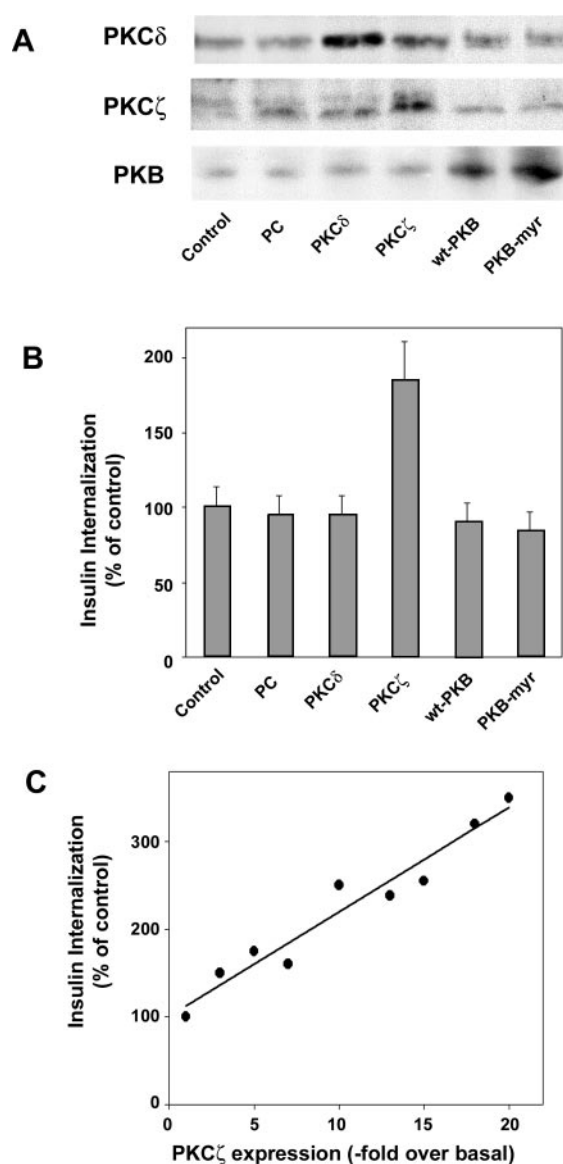 A
PKCδ
PKCζ
PKB
Control PC PKCδ PKCζ wt-PKB PKB-myr
B
Insulin Internalization
(% of control)
200
150
100
50
0
Control PC PKCδ PKCζ wt-PKB PKB-myr
C
Insulin Internalization
(% of control)
300
200
100
0
0 5 10 15 20
PKCζ expression (-fold over basal)